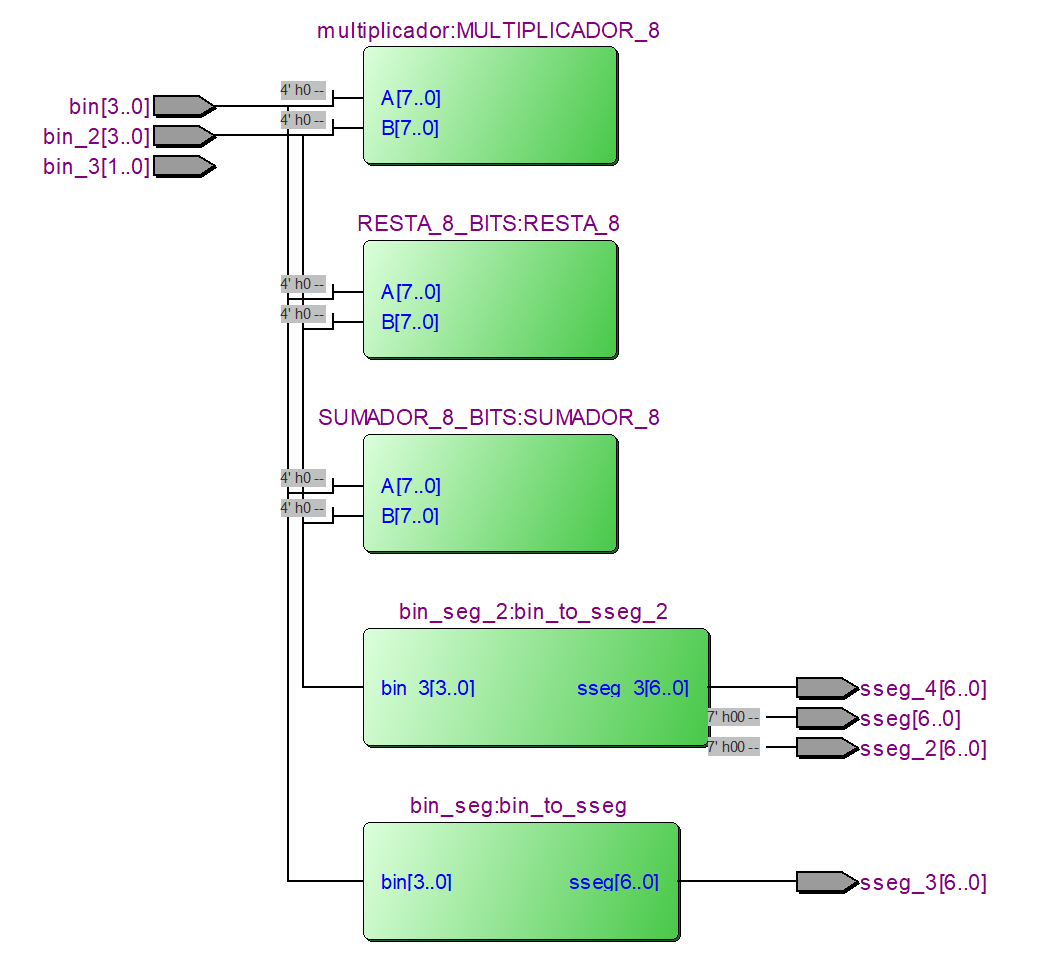 multiplicador:MULTIPLICADOR_8
4' h0 --
A[7..0]
bin[3..0]
4' h0 --
B[7..0]
bin_2[3..0]
bin_3[1..0]
RESTA_8_BITS:RESTA_8
4' h0 --
A[7..0]
4' h0 --
B[7..0]
SUMADOR_8_BITS:SUMADOR_8
4' h0 --
A[7..0]
4' h0 --
B[7..0]
bin_seg_2:bin_to_sseg_2
bin_3[3..0] sseg_3[6..0]
sseg_4[6..0]
7' h00 --
sseg[6..0]
7' h00 --
sseg_2[6..0]
bin_seg:bin_to_sseg
bin[3..0] sseg[6..0]
sseg_3[6..0]